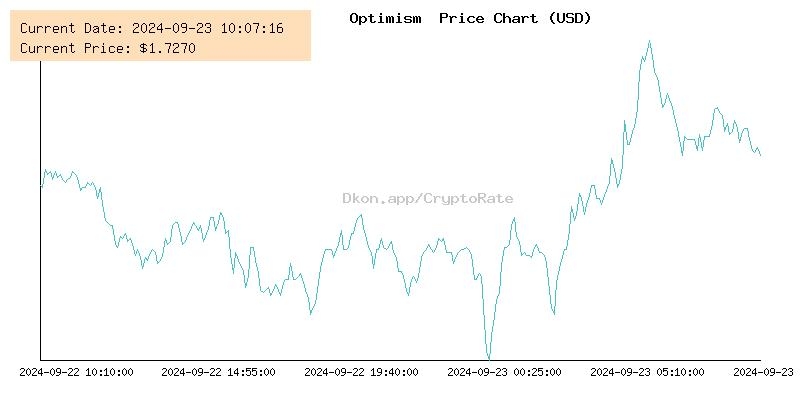 Optimism Price Chart (USD)
Current Date: 2024-09-23 10:07:16
Current Price: $1.7270
Dkon.app/CryptoRate
2024-09-22 10:10:00 2024-09-22 14:55:00 2024-09-22 19:40:00 2024-09-23 00:25:00 2024-09-23 05:10:00 2024-09-23